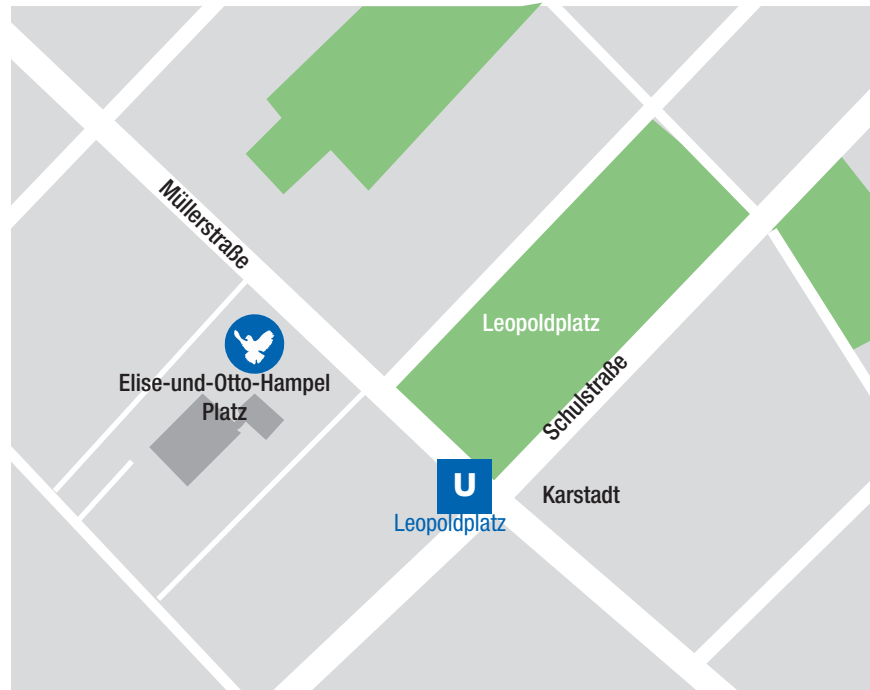 Müllerstraße
Leopoldplatz
Elise-und-Otto-Hampel
Platz
Schulstraße
U
Karstadt
Leopoldplatz